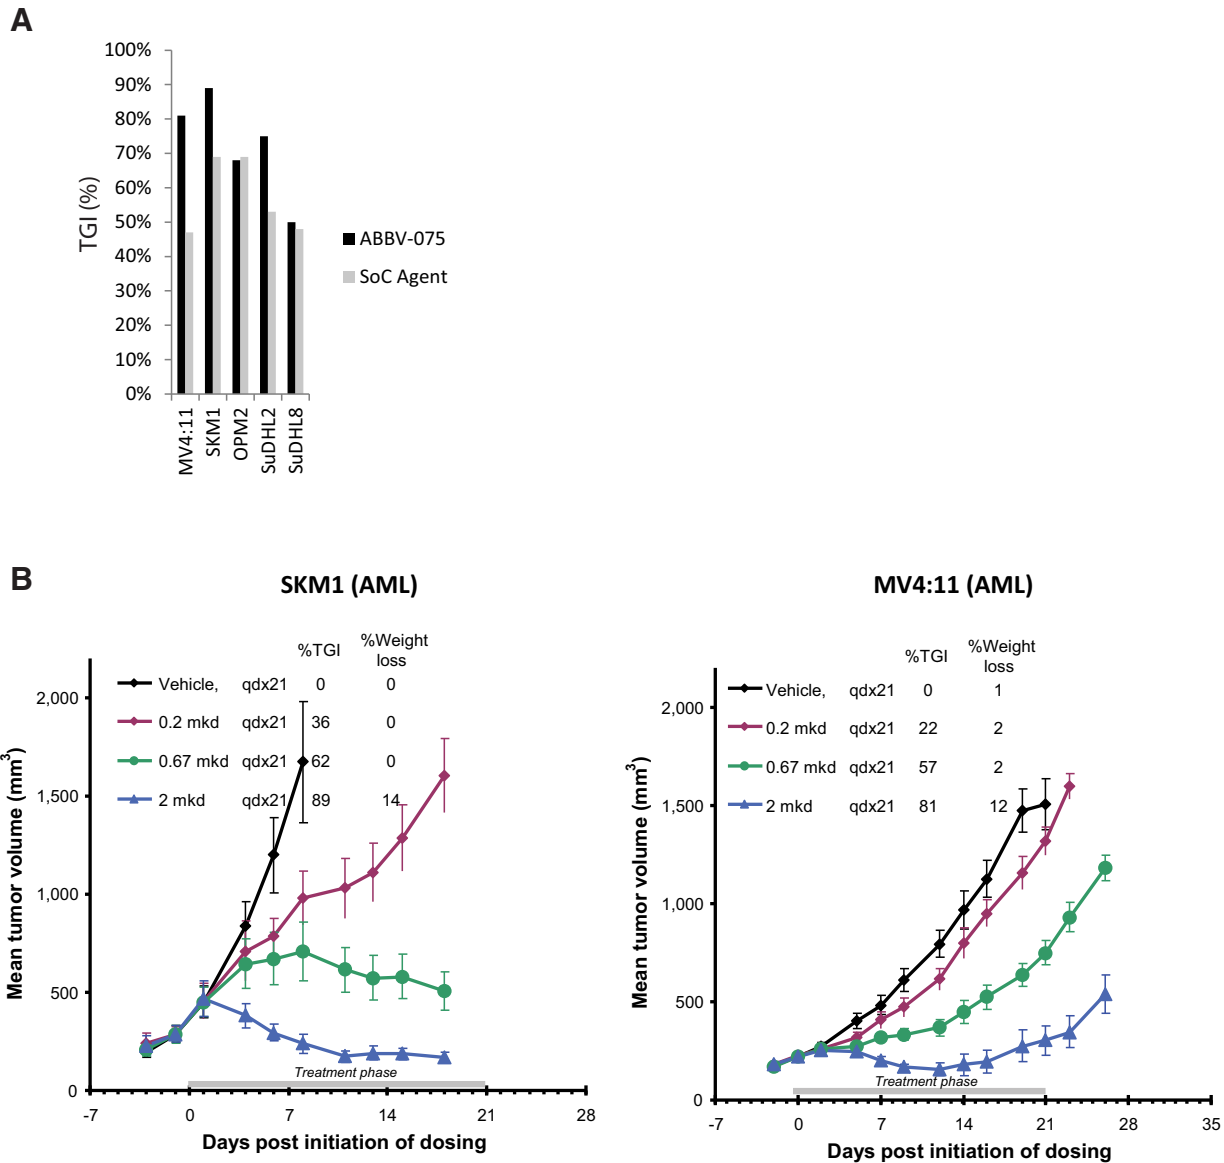 A
100%
90%
80%
70%
60%
50%
40%
30%
20%
10%
0%
TGI (%)
MV4:11
SKM1
OPM2
SuDHL2
SuDHL8
ABBV-075
SoC Agent
B
SKM1 (AML)
%TGI %Weight loss
Vehicle, qdx21 0 0
0.2 mkd qdx21 36 0
0.67 mkd qdx21 62 0
2 mkd qdx21 89 14
2,000
1,500
1,000
500
0
Mean tumor volume (mm³)
Treatment phase
-7 0 7 14 21 28
Days post initiation of dosing
MV4:11 (AML)
%TGI %Weight loss
Vehicle, qdx21 0 1
0.2 mkd qdx21 22 2
0.67 mkd qdx21 57 2
2 mkd qdx21 81 12
2,000
1,500
1,000
500
0
Mean tumor volume (mm³)
Treatment phase
-7 0 7 14 21 28 35
Days post initiation of dosing